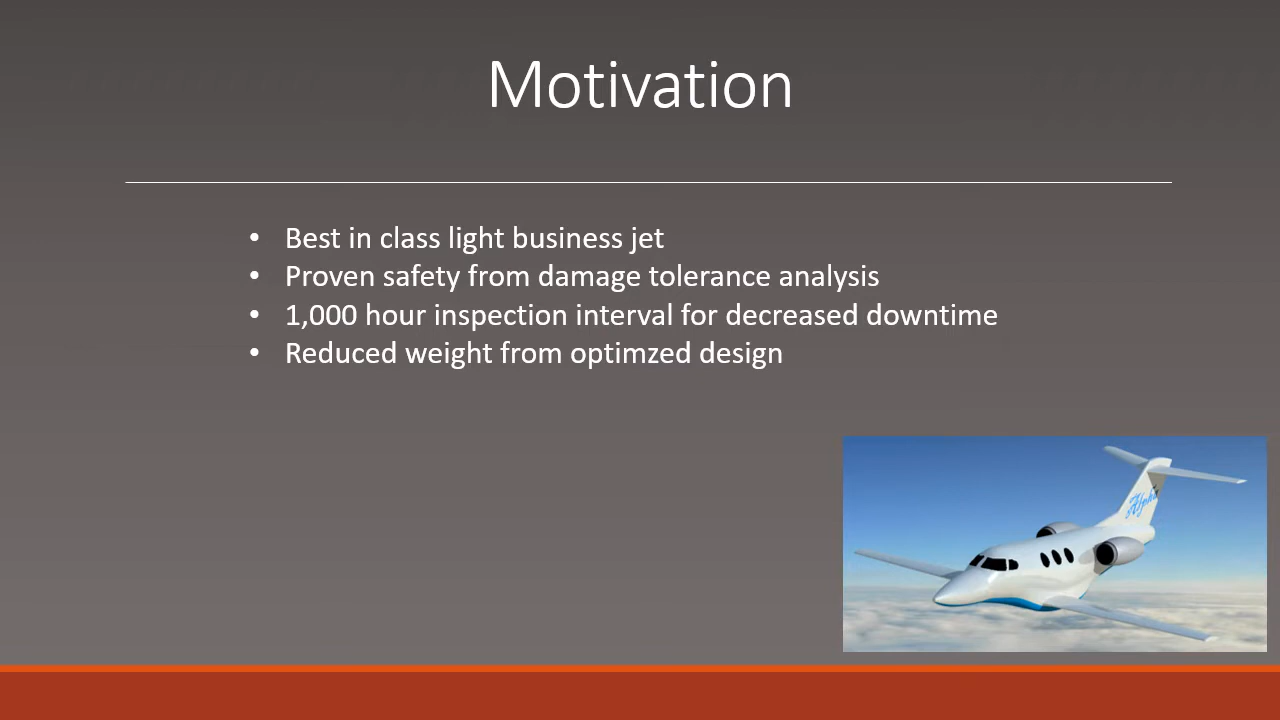 Motivation
• Best in class light business jet
• Proven safety from damage tolerance analysis
• 1,000 hour inspection interval for decreased downtime
• Reduced weight from optimzed design
Alpha